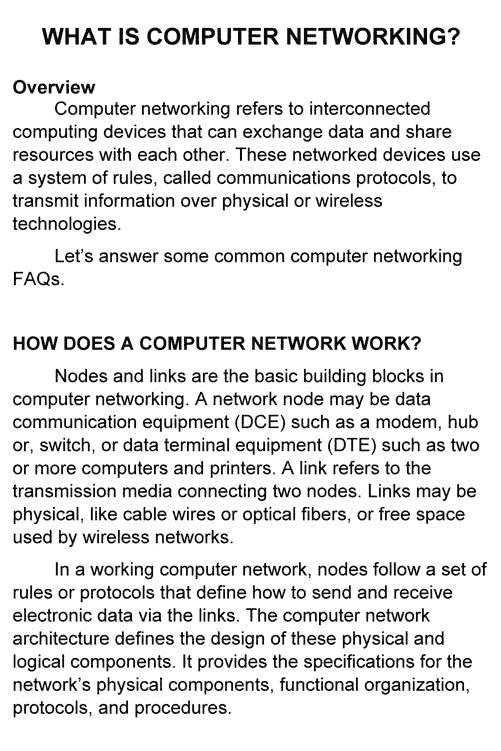 WHAT IS COMPUTER NETWORKING?
Overview
Computer networking refers to interconnected
computing devices that can exchange data and share
resources with each other. These networked devices use
a system of rules, called communications protocols, to
transmit information over physical or wireless
technologies.
Let’s answer some common computer networking
FAQs.
HOW DOES A COMPUTER NETWORK WORK?
Nodes and links are the basic building blocks in
computer networking. A network node may be data
communication equipment (DCE) such as a modem, hub
or, switch, or data terminal equipment (DTE) such as two
or more computers and printers. A link refers to the
transmission media connecting two nodes. Links may be
physical, like cable wires or optical fibers, or free space
used by wireless networks.
In a working computer network, nodes follow a set of
rules or protocols that define how to send and receive
electronic data via the links. The computer network
architecture defines the design of these physical and
logical components. It provides the specifications for the
network’s physical components, functional organization,
protocols, and procedures.